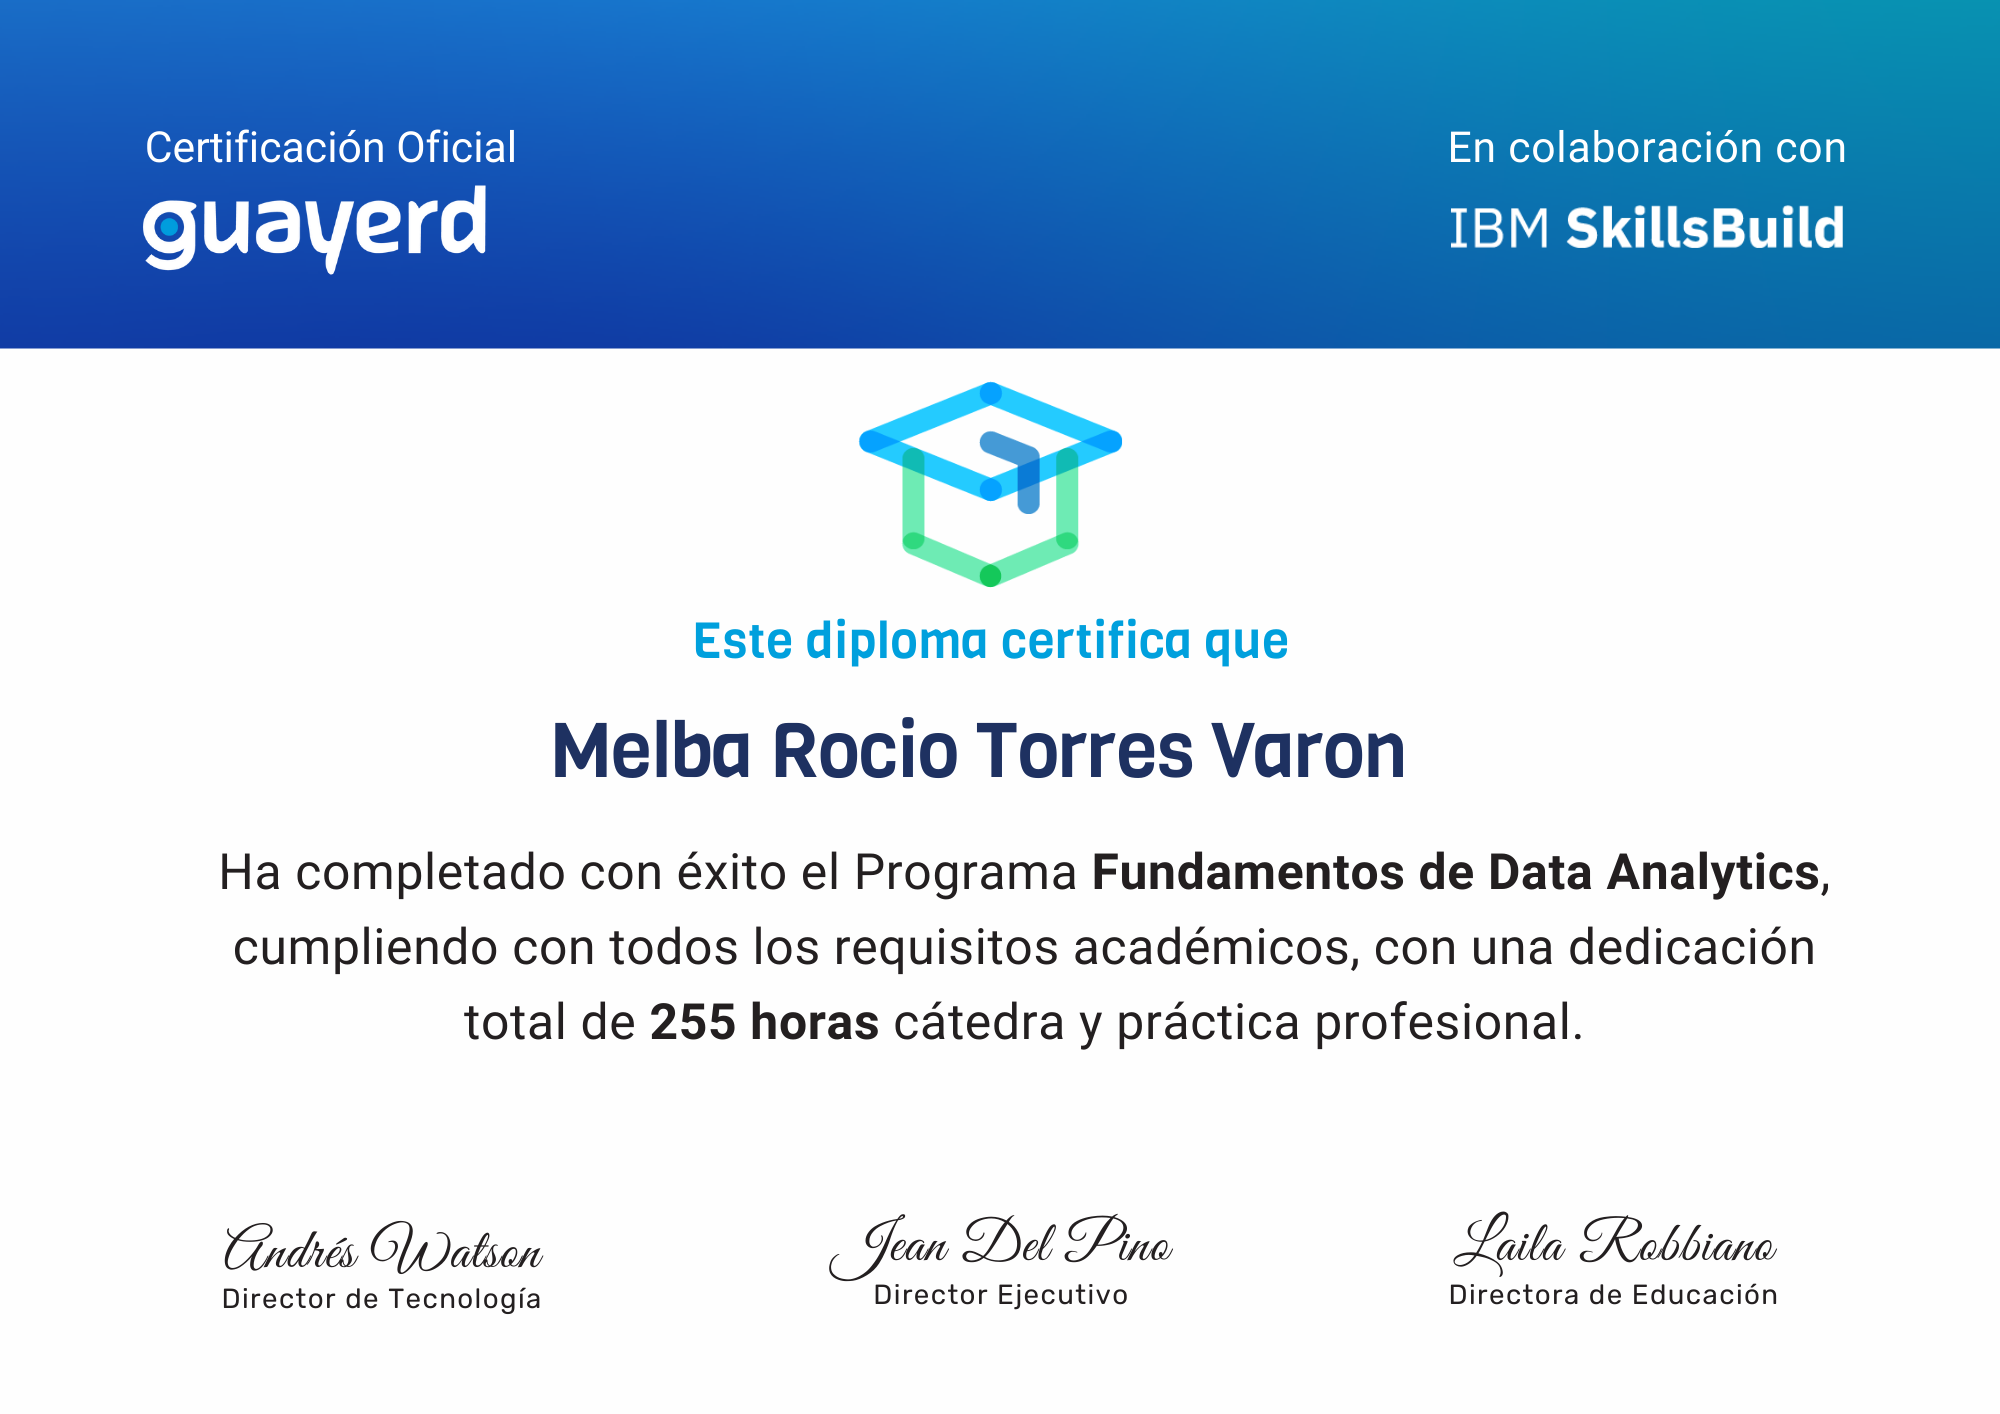 Certificación Oficial
guayerd
En colaboración con
IBM SkillsBuild
Este diploma certifica que
Melba Rocio Torres Varon
Ha completado con éxito el Programa Fundamentos de Data Analytics,
cumpliendo con todos los requisitos académicos, con una dedicación
total de 255 horas cátedra y práctica profesional.
Andrés Watson
Director de Tecnología
Jean Del Pino
Director Ejecutivo
Laila Robbiano
Directora de Educación